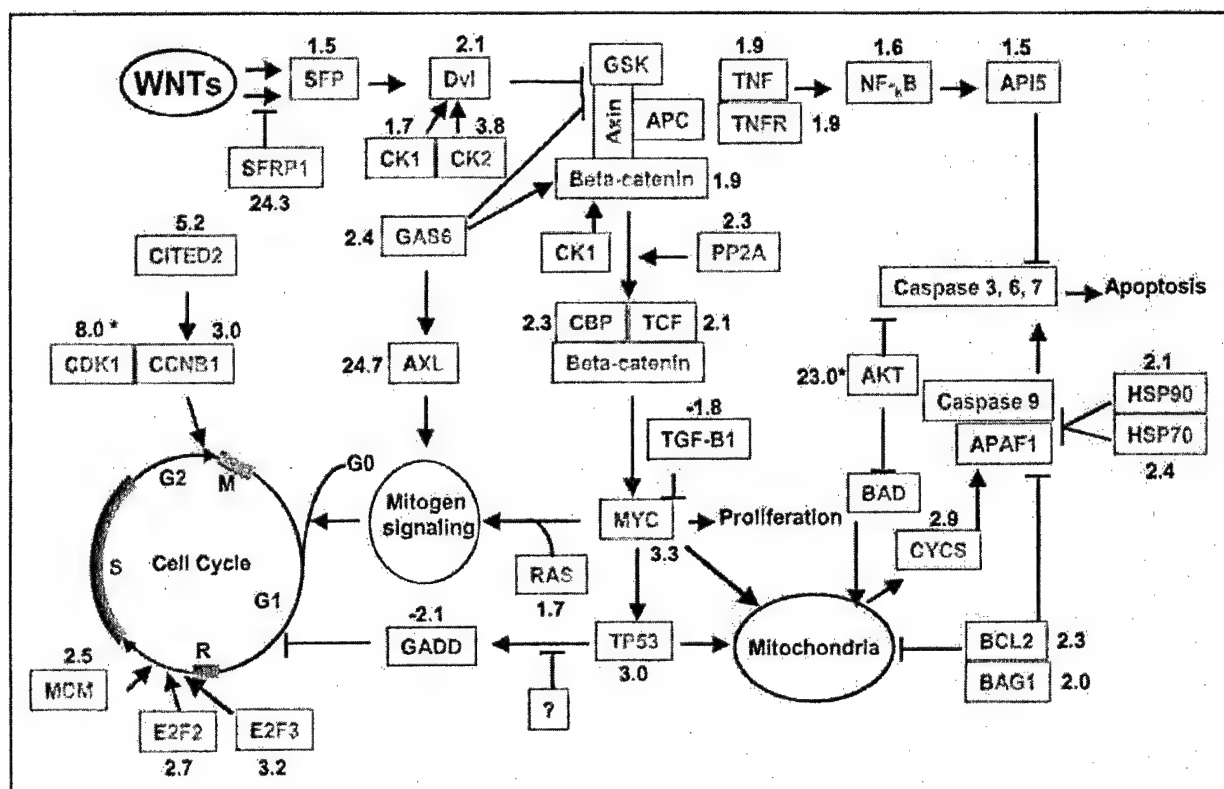 1.5
2.1
1.9
1.6
1.5
WNTs
SFP
Dvl
GSK
TNF
NF-kB
API5
TNFR
1.9
Axin
APC
1.7
3.8
CK1
CK2
SFRP1
24.3
Beta-catenin
1.9
5.2
CITED2
2.4
GAS6
CK1
2.3
PP2A
Caspase 3, 6, 7
Apoptosis
8.0 *
3.0
CDK1
CCNB1
24.7
AXL
2.3
CBP
TCF
2.1
Beta-catenin
23.0*
AKT
Caspase 9
APAF1
2.1
HSP90
HSP70
2.4
-1.8
TGF-B1
G0
G2
M
Mitogen
signaling
MYC
3.3
Proliferation
BAD
2.9
CYCS
S
Cell Cycle
G1
RAS
1.7
-2.1
GADD
TP53
3.0
Mitochondria
BCL2
2.3
BAG1
2.0
R
2.5
MCM
?
E2F2
2.7
E2F3
3.2